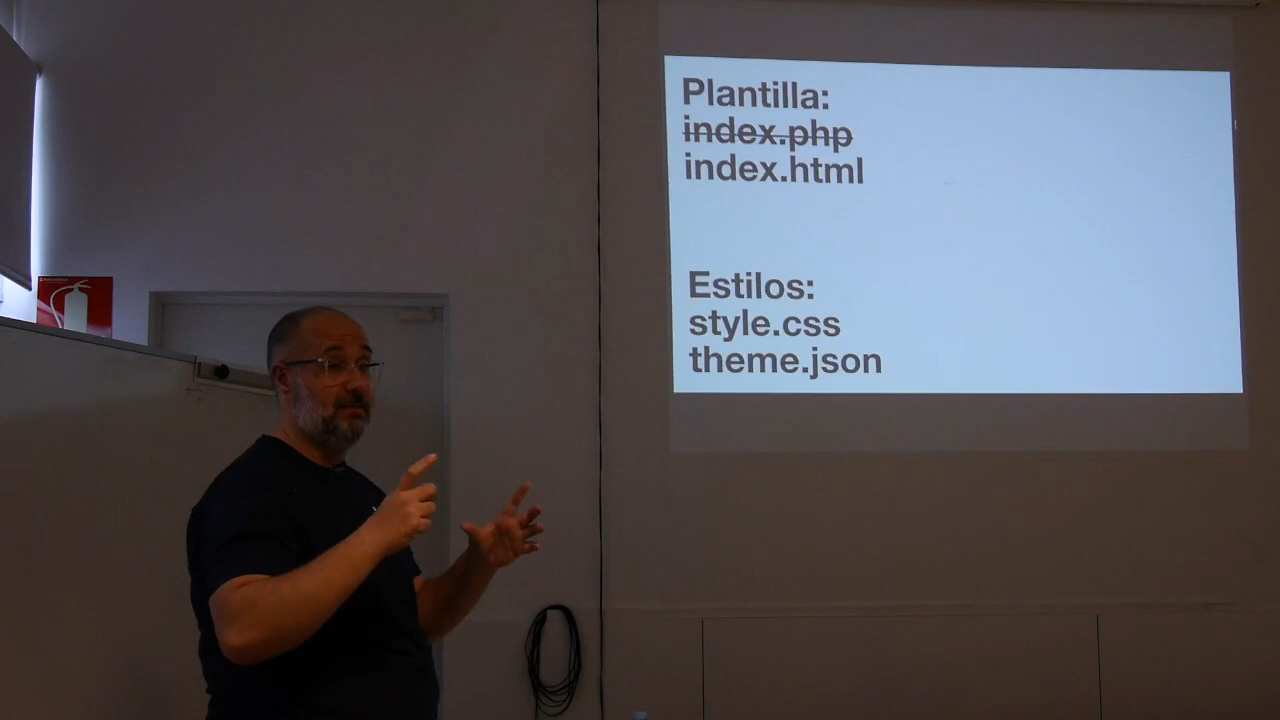 Plantilla:
index.php
index.html
Estilos:
style.css
theme.json